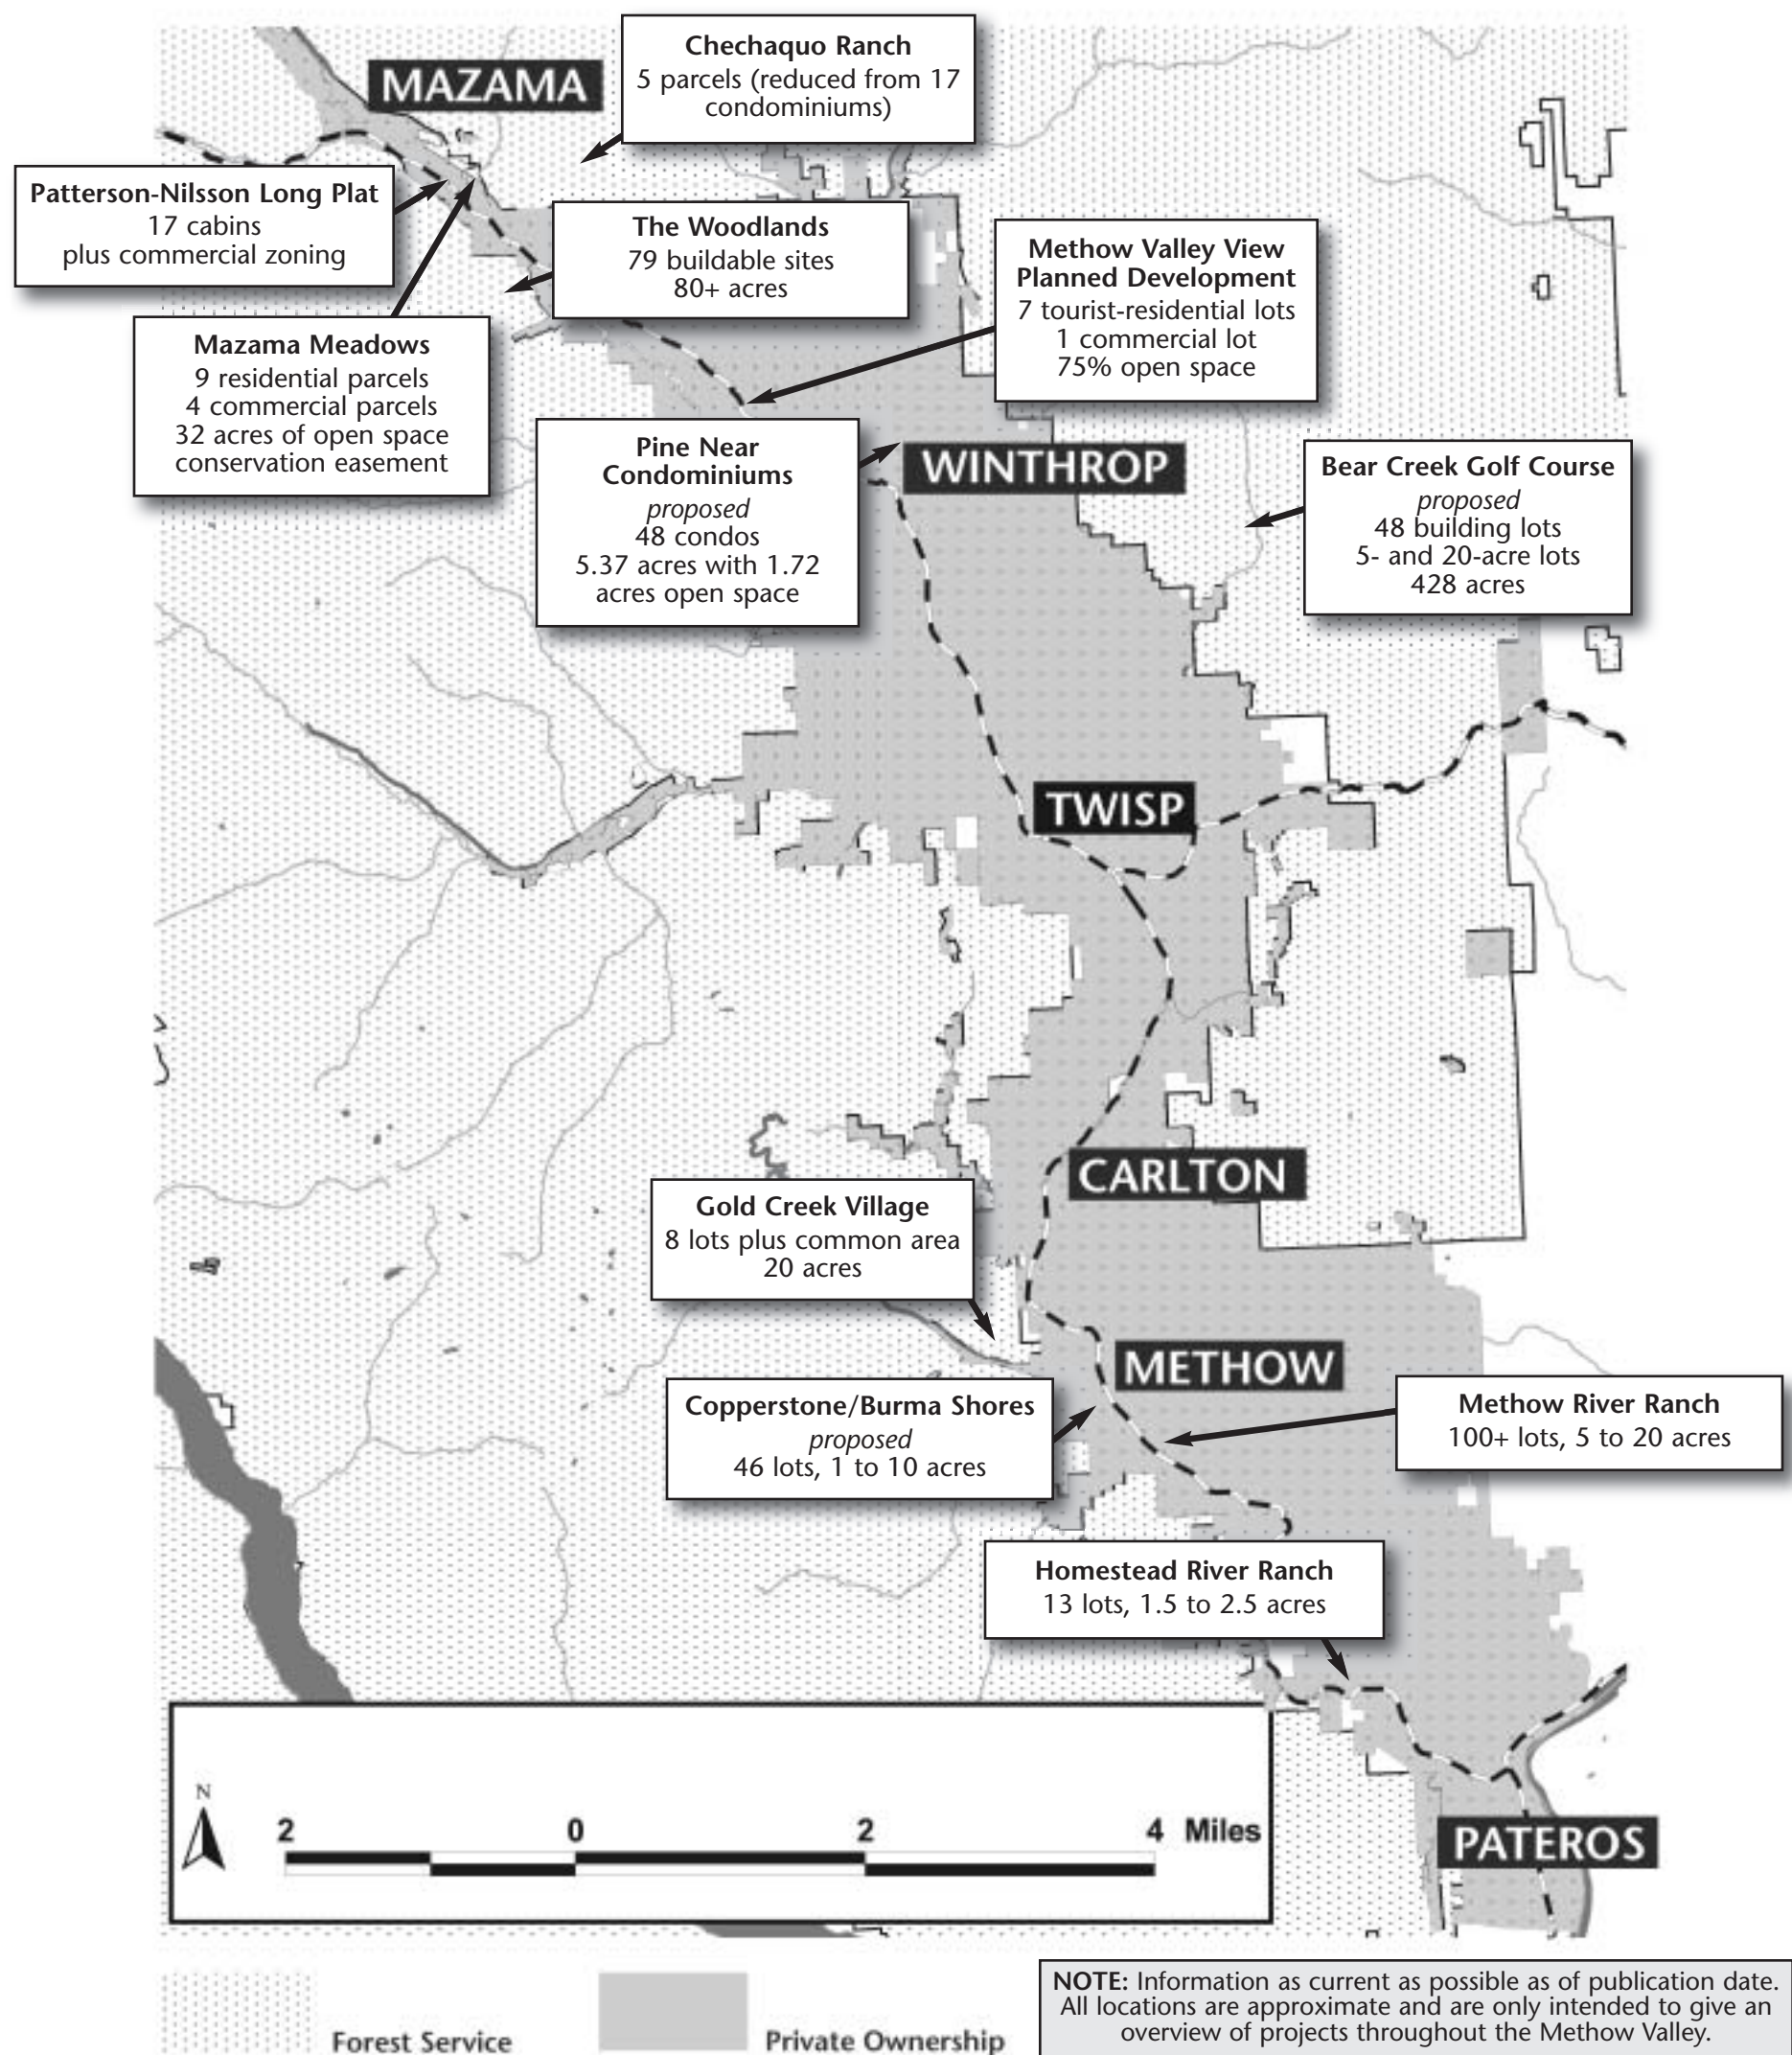 Chechaquo Ranch
5 parcels (reduced from 17
condominiums)
MAZAMA
Patterson-Nilsson Long Plat
17 cabins
plus commercial zoning
The Woodlands
79 buildable sites
80+ acres
Methow Valley View
Planned Development
7 tourist-residential lots
1 commercial lot
75% open space
Mazama Meadows
9 residential parcels
4 commercial parcels
32 acres of open space
conservation easement
Pine Near
Condominiums
proposed
48 condos
5.37 acres with 1.72
acres open space
WINTHROP
Bear Creek Golf Course
proposed
48 building lots
5- and 20-acre lots
428 acres
TWISP
CARLTON
Gold Creek Village
8 lots plus common area
20 acres
METHOW
Copperstone/Burma Shores
proposed
46 lots, 1 to 10 acres
Methow River Ranch
100+ lots, 5 to 20 acres
Homestead River Ranch
13 lots, 1.5 to 2.5 acres
N
2 0 2 4 Miles
PATEROS
Forest Service
Private Ownership
NOTE: Information as current as possible as of publication date.
All locations are approximate and are only intended to give an
overview of projects throughout the Methow Valley.